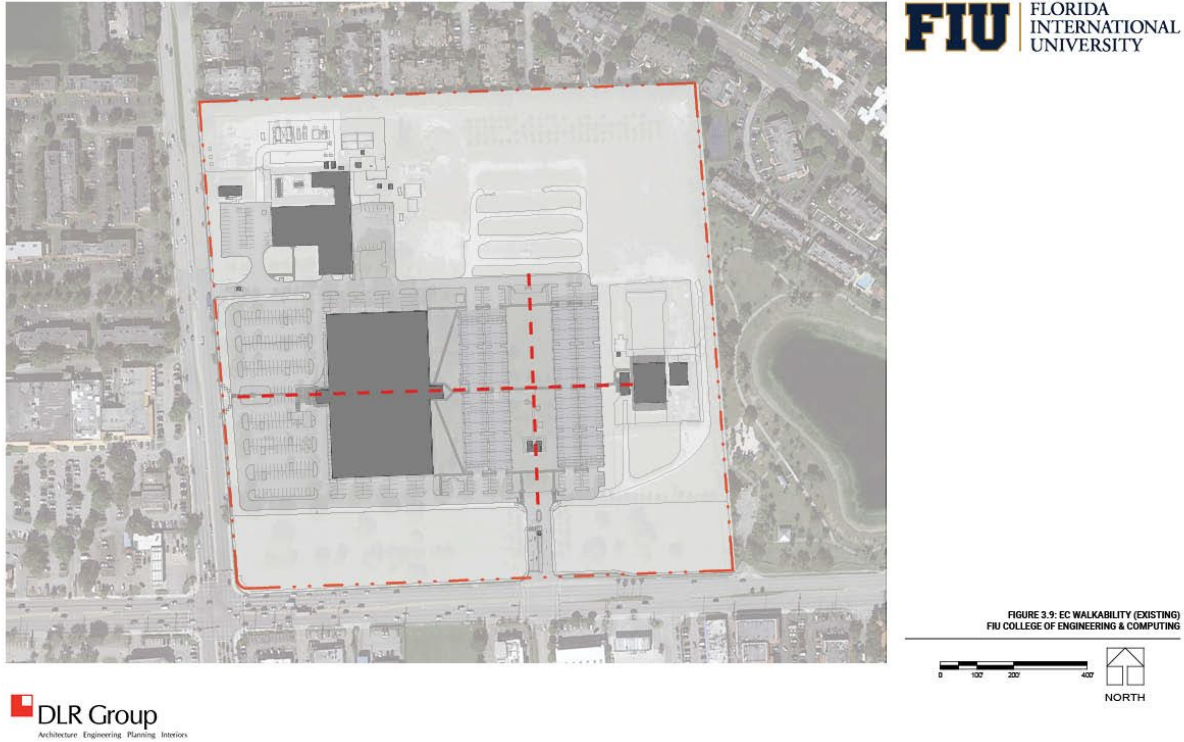 FIU
FLORIDA
INTERNATIONAL
UNIVERSITY
FIGURE 3.9: EC WALKABILITY (EXISTING)
FIU COLLEGE OF ENGINEERING & COMPUTING
0 100' 200' 400'
NORTH
DLR Group
Architecture Engineering Planning Interiors